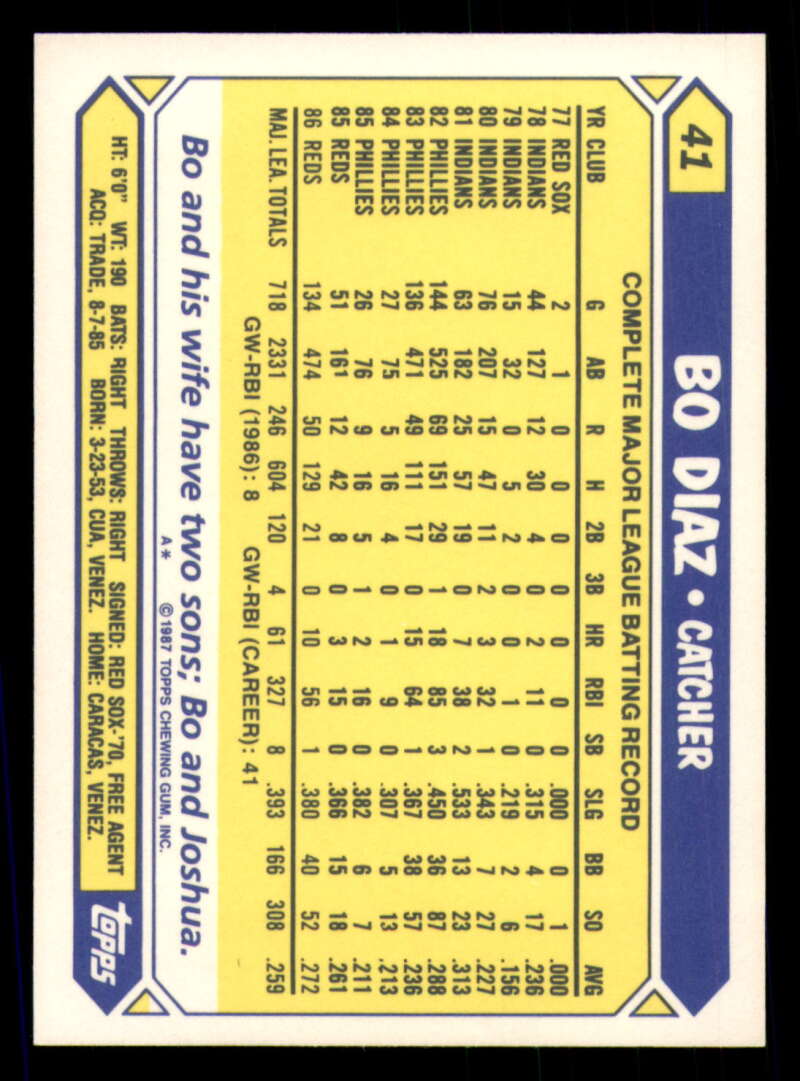 41
BO DIAZ • CATCHER
COMPLETE MAJOR LEAGUE BATTING RECORD
YR CLUB G AB R H 2B 3B HR RBI SB SLG BB SO AVG
77 RED SOX 2 1 0 0 0 0 0 0 0 .000 0 1 .000
78 INDIANS 44 127 12 30 4 0 2 11 0 .315 4 17 .236
79 INDIANS 15 32 0 5 2 0 0 1 0 .219 2 6 .156
80 INDIANS 76 207 15 47 11 2 3 32 1 .343 7 27 .227
81 INDIANS 63 182 25 57 19 0 7 38 2 .533 13 23 .313
82 PHILLIES 144 525 69 151 29 1 18 85 3 .450 36 87 .288
83 PHILLIES 136 471 49 111 17 0 15 64 1 .367 38 57 .236
84 PHILLIES 27 75 5 16 4 0 1 9 0 .307 5 13 .213
85 PHILLIES 26 76 9 16 5 1 2 16 0 .382 6 7 .211
85 REDS 51 161 12 42 8 0 3 15 0 .366 15 18 .261
86 REDS 134 474 50 129 21 0 10 56 1 .380 40 52 .272
MAJ. LEA. TOTALS 718 2331 246 604 120 4 61 327 8 .393 166 308 .259
GW-RBI (1986): 8 GW-RBI (CAREER): 41
Bo and his wife have two sons; Bo and Joshua.
A* ©1987 TOPPS CHEWING GUM, INC.
HT: 6'0" WT: 190 BATS: RIGHT THROWS: RIGHT SIGNED: RED SOX-'70, FREE AGENT
ACQ: TRADE, 8-7-85 BORN: 3-23-53, CUA, VENEZ. HOME: CARACAS, VENEZ.
topps